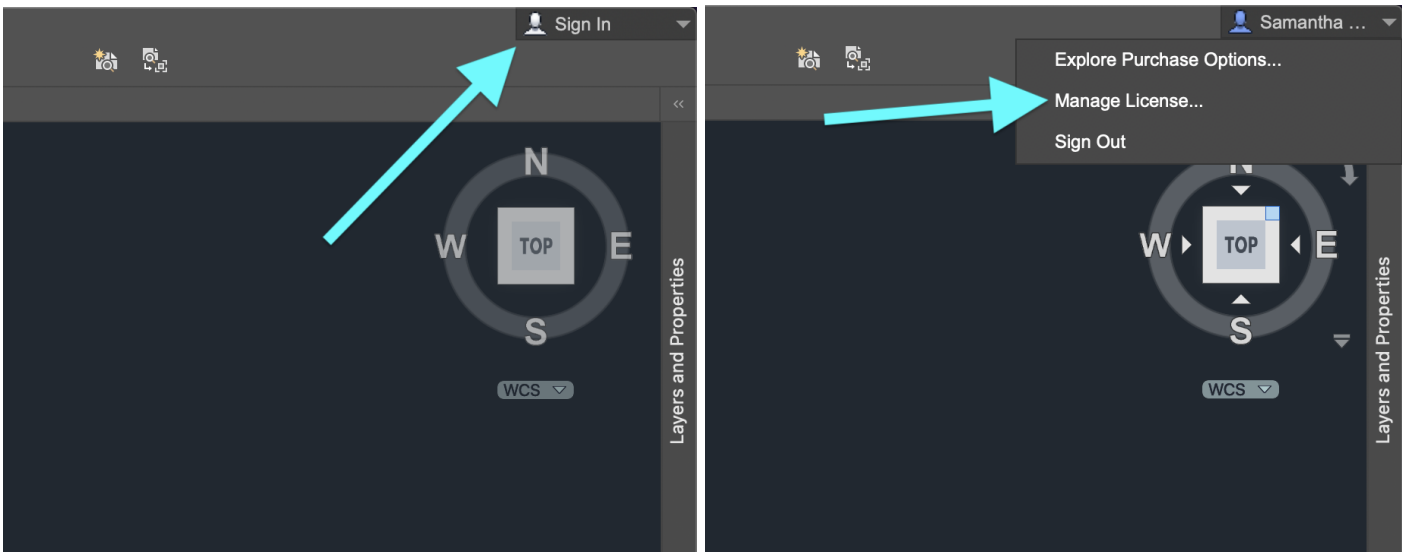 Sign In
«
N
W
TOP
E
S
WCS
Layers and Properties
Samantha ...
Explore Purchase Options...
Manage License...
Sign Out
N
W
TOP
E
S
WCS
Layers and Properties